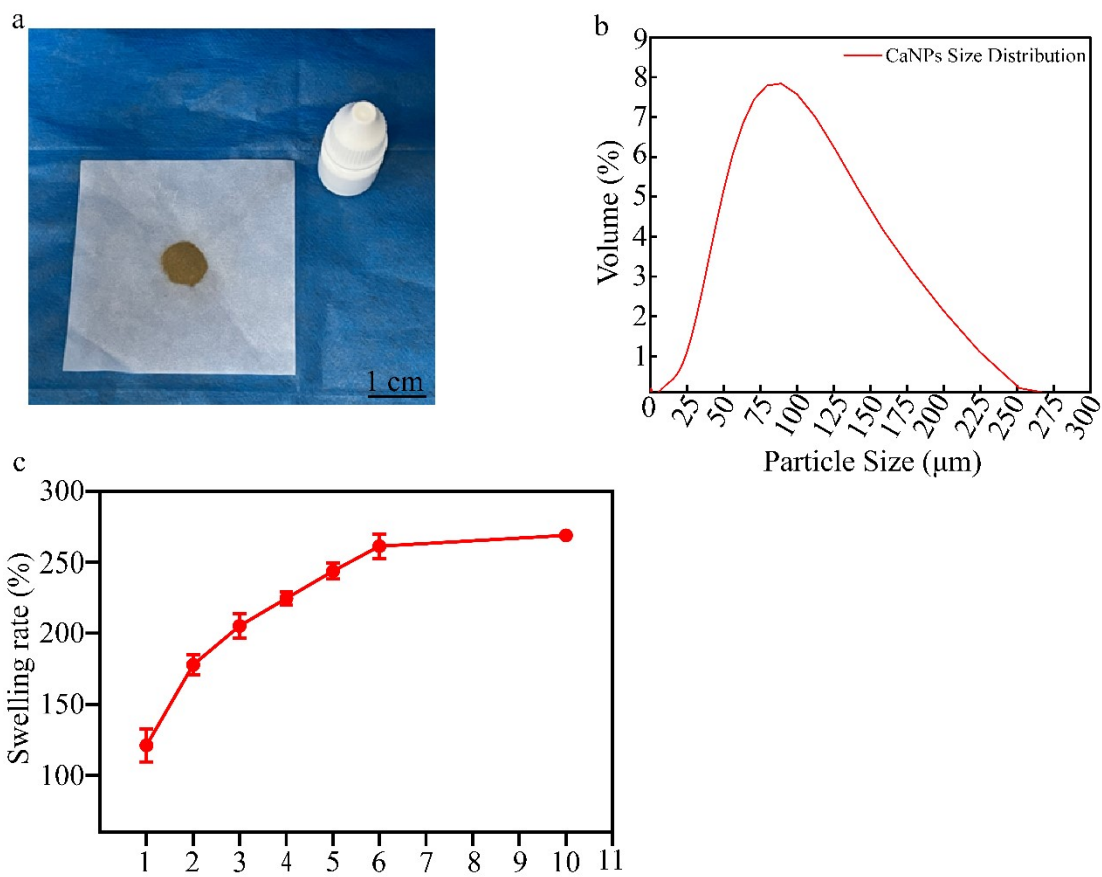 a
1 cm
b
9
8
7
6
5
4
3
2
1
Volume (%)
CaNPs Size Distribution
0 25 50 75 100 125 150 175 200 225 250 275 300
Particle Size (μm)
c
300
250
200
150
100
Swelling rate (%)
1 2 3 4 5 6 7 8 9 10 11